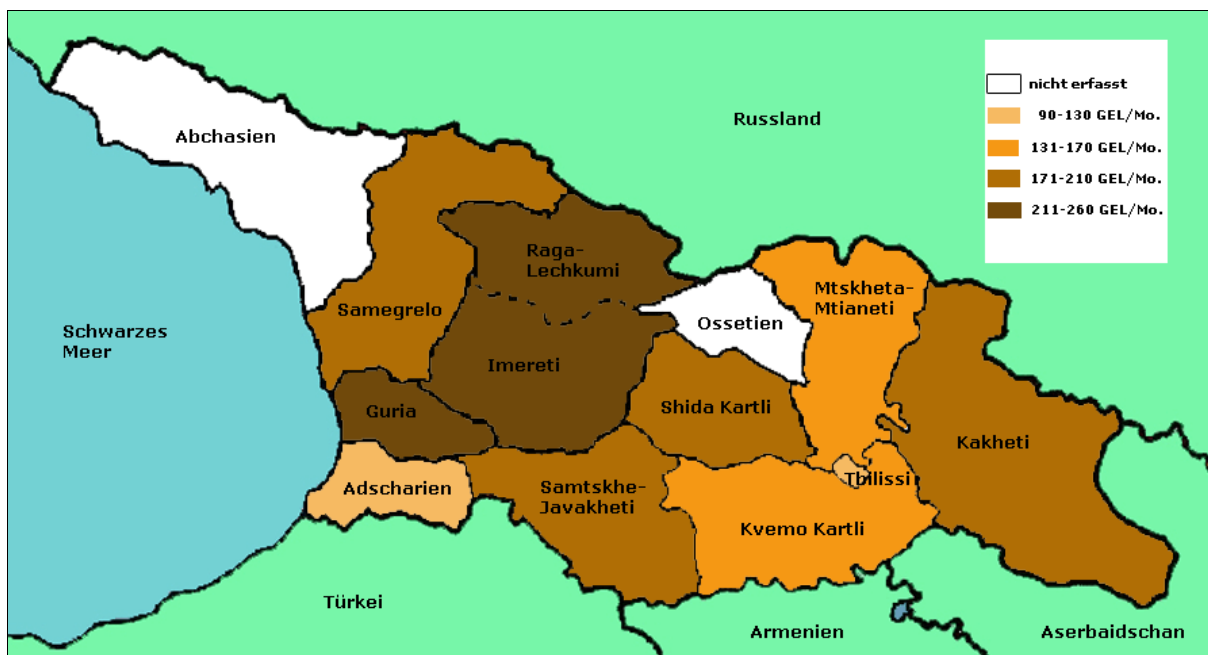 nicht erfasst
90-130 GEL/Mo.
131-170 GEL/Mo.
171-210 GEL/Mo.
211-260 GEL/Mo.
Russland
Abchasien
Raga-
Lechkumi
Mtskheta-
Mtianeti
Samegrelo
Ossetien
Schwarzes
Meer
Imereti
Guria
Shida Kartli
Kakheti
Tbilissi
Adscharien
Samtskhe-
Javakheti
Kvemo Kartli
Türkei
Armenien
Aserbaidschan